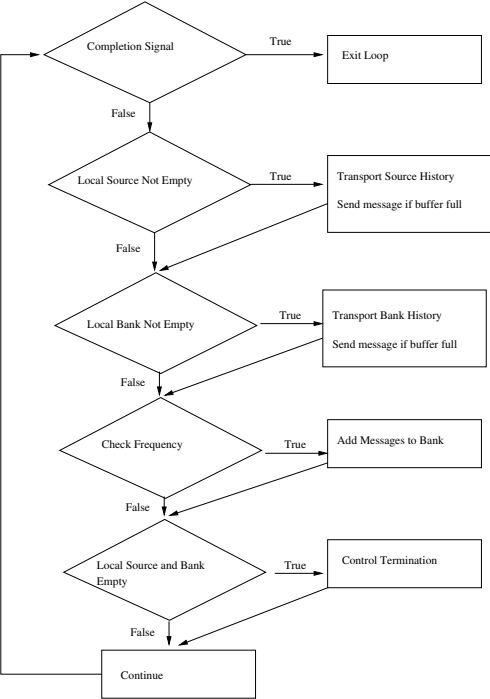 Completion Signal
True
Exit Loop
False
Local Source Not Empty
True
Transport Source History
Send message if buffer full
False
Local Bank Not Empty
True
Transport Bank History
Send message if buffer full
False
Check Frequency
True
Add Messages to Bank
False
Local Source and Bank
Empty
True
Control Termination
False
Continue